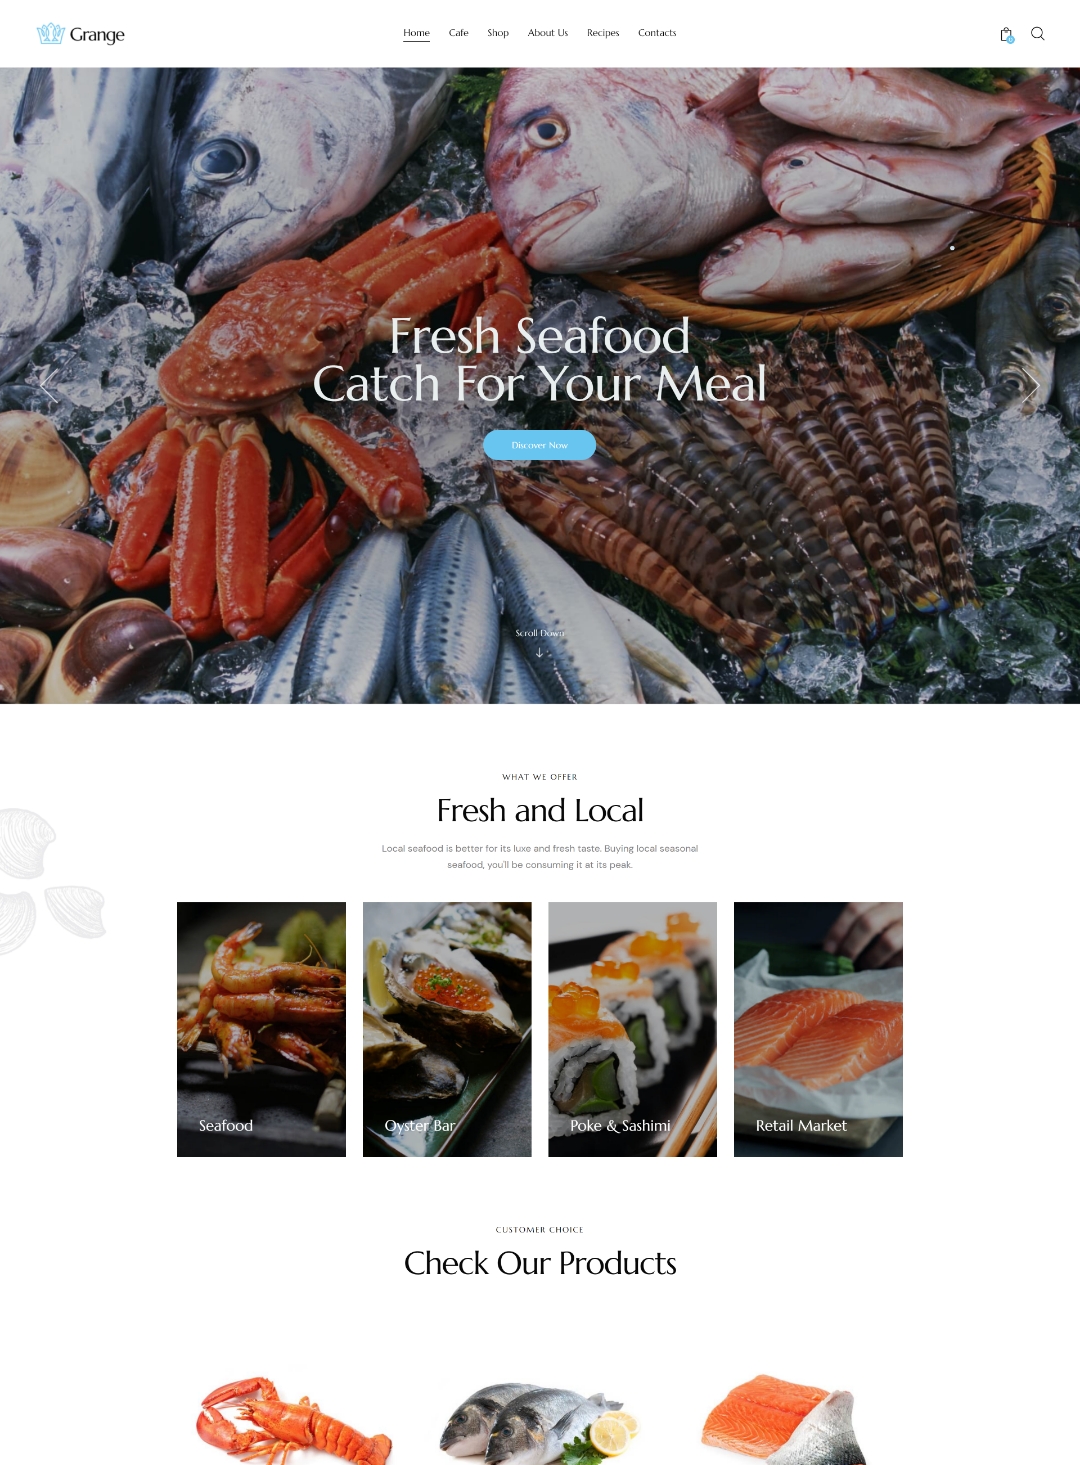 Grange
Home Cafe Shop About Us Recipes Contacts
Fresh Seafood
Catch For Your Meal
Discover Now
Scroll Down
WHAT WE OFFER
Fresh and Local
Local seafood is better for its luxe and fresh taste. Buying local seasonal
seafood, you'll be consuming it at its peak.
Seafood
Oyster Bar
Poke & Sashimi
Retail Market
CUSTOMER CHOICE
Check Our Products